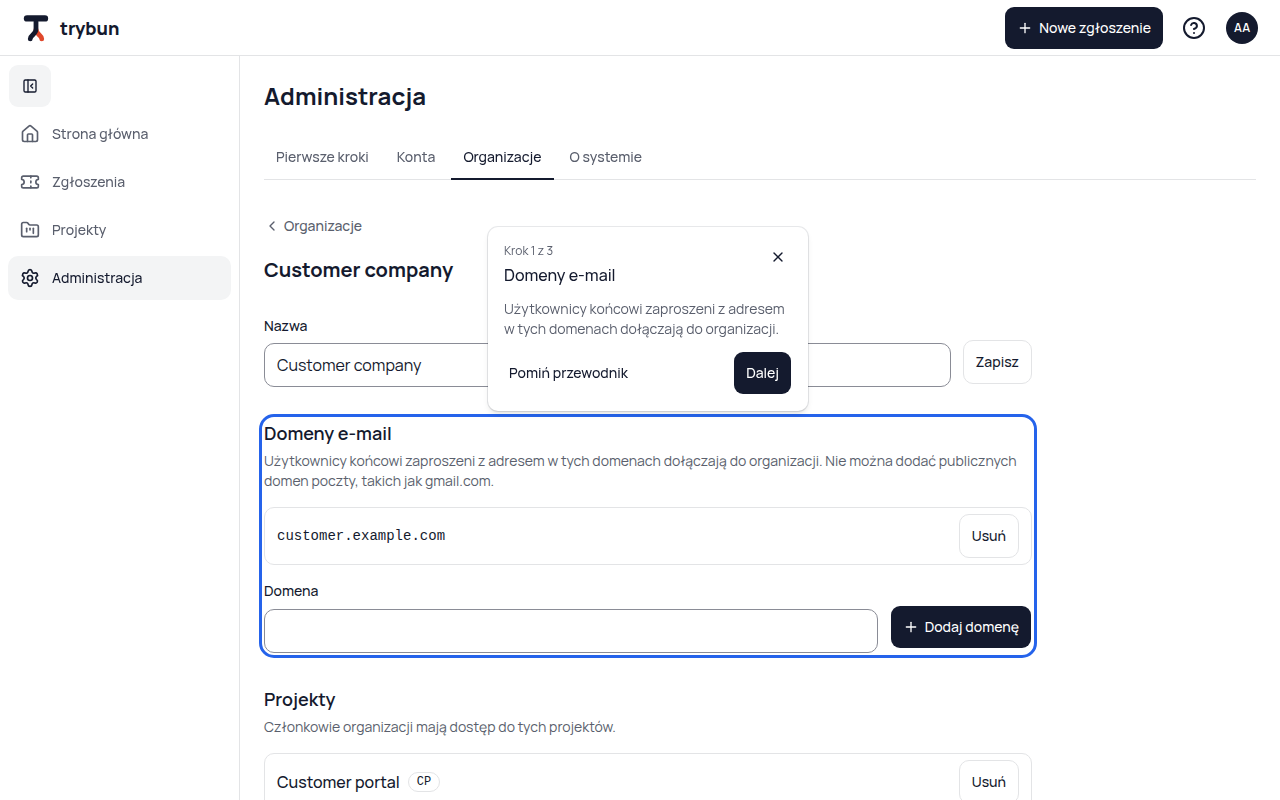 trybun
Nowe zgłoszenie
AA
Strona główna
Zgłoszenia
Projekty
Administracja
Administracja
Pierwsze kroki
Konta
Organizacje
O systemie
Organizacje
Customer company
Krok 1 z 3
Domeny e-mail
Użytkownicy końcowi zaproszeni z adresem
w tych domenach dołączają do organizacji.
Pomiń przewodnik
Dalej
Nazwa
Customer company
Zapisz
Domeny e-mail
Użytkownicy końcowi zaproszeni z adresem w tych domenach dołączają do organizacji. Nie można dodać publicznych
domen poczty, takich jak gmail.com.
customer.example.com
Usuń
Domena
Dodaj domenę
Projekty
Członkowie organizacji mają dostęp do tych projektów.
Customer portal
CP
Usuń